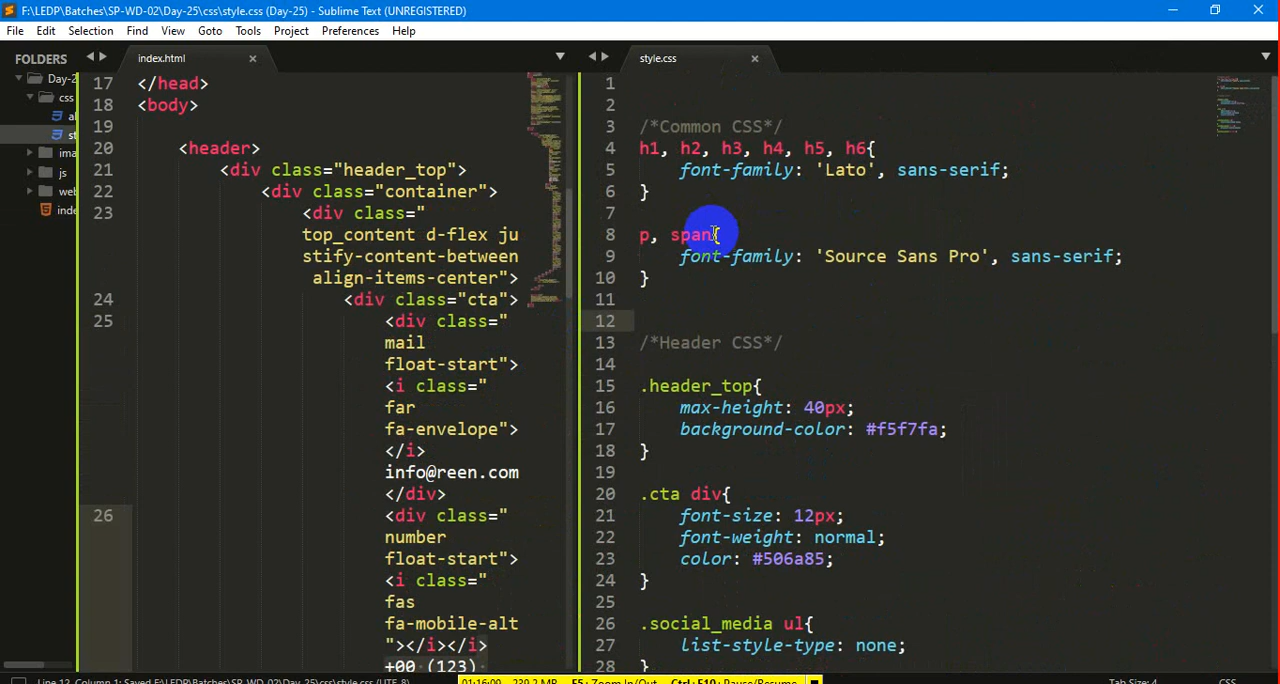 F:\LEDP\Batches\SP-WD-02\Day-25\css\style.css (Day-25) - Sublime Text (UNREGISTERED)
File Edit Selection Find View Goto Tools Project Preferences Help
FOLDERS
Day-2
css
al
st
ima
js
web
inde
index.html
17 </head>
18 <body>
19
20 <header>
21 <div class="header_top">
22 <div class="container">
23 <div class="
top_content d-flex ju
stify-content-between
align-items-center">
24 <div class="cta">
25 <div class="
mail
float-start">
<i class="
far
fa-envelope">
</i>
info@reen.com
</div>
26 <div class="
number
float-start">
<i class="
fas
fa-mobile-alt
"></i></i>
+00 (123)
style.css
1
2
3 /*Common CSS*/
4 h1, h2, h3, h4, h5, h6{
5 font-family: 'Lato', sans-serif;
6 }
7
8 p, span{
9 font-family: 'Source Sans Pro', sans-serif;
10 }
11
12
13 /*Header CSS*/
14
15 .header_top{
16 max-height: 40px;
17 background-color: #f5f7fa;
18 }
19
20 .cta div{
21 font-size: 12px;
22 font-weight: normal;
23 color: #506a85;
24 }
25
26 .social_media ul{
27 list-style-type: none;
28 }
Line 12, Column 1; Saved F:\LEDP\Batches\SP-WD-02\Day-25\css\style.css (UTF-8)
01:16:09 239.2 MB F5: Zoom In/Out Ctrl+F10: Pause/Resume
Tab Size: 4 CSS